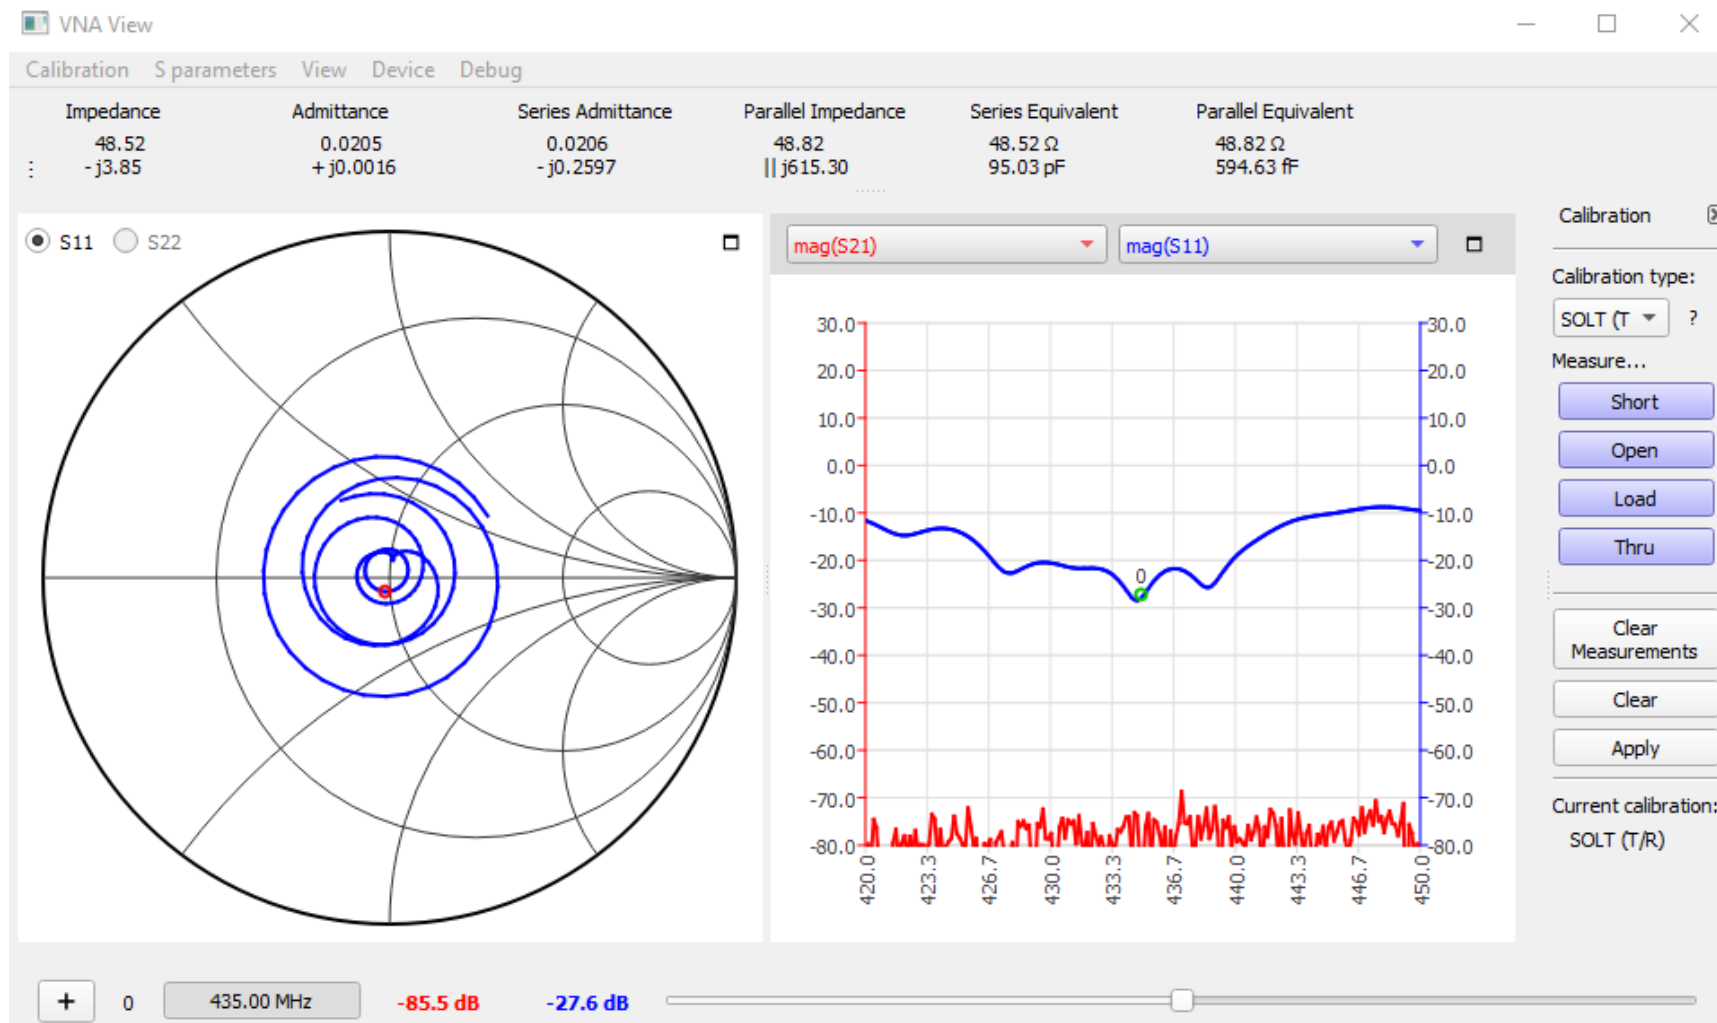 VNA View
Calibration S parameters View Device Debug
Impedance Admittance Series Admittance Parallel Impedance Series Equivalent Parallel Equivalent
48.52 0.0205 0.0206 48.82 48.52 Ω 48.82 Ω
- j3.85 + j0.0016 - j0.2597 || j615.30 95.03 pF 594.63 fF
S11 S22
mag(S21) mag(S11)
30.0 30.0
20.0 20.0
10.0 10.0
0.0 0.0
-10.0 -10.0
-20.0 -20.0
0
-30.0 -30.0
-40.0 -40.0
-50.0 -50.0
-60.0 -60.0
-70.0 -70.0
-80.0 -80.0
420.0 423.3 426.7 430.0 433.3 436.7 440.0 443.3 446.7 450.0
Calibration
Calibration type:
SOLT (T ?
Measure...
Short
Open
Load
Thru
Clear
Measurements
Clear
Apply
Current calibration:
SOLT (T/R)
+ 0 435.00 MHz -85.5 dB -27.6 dB